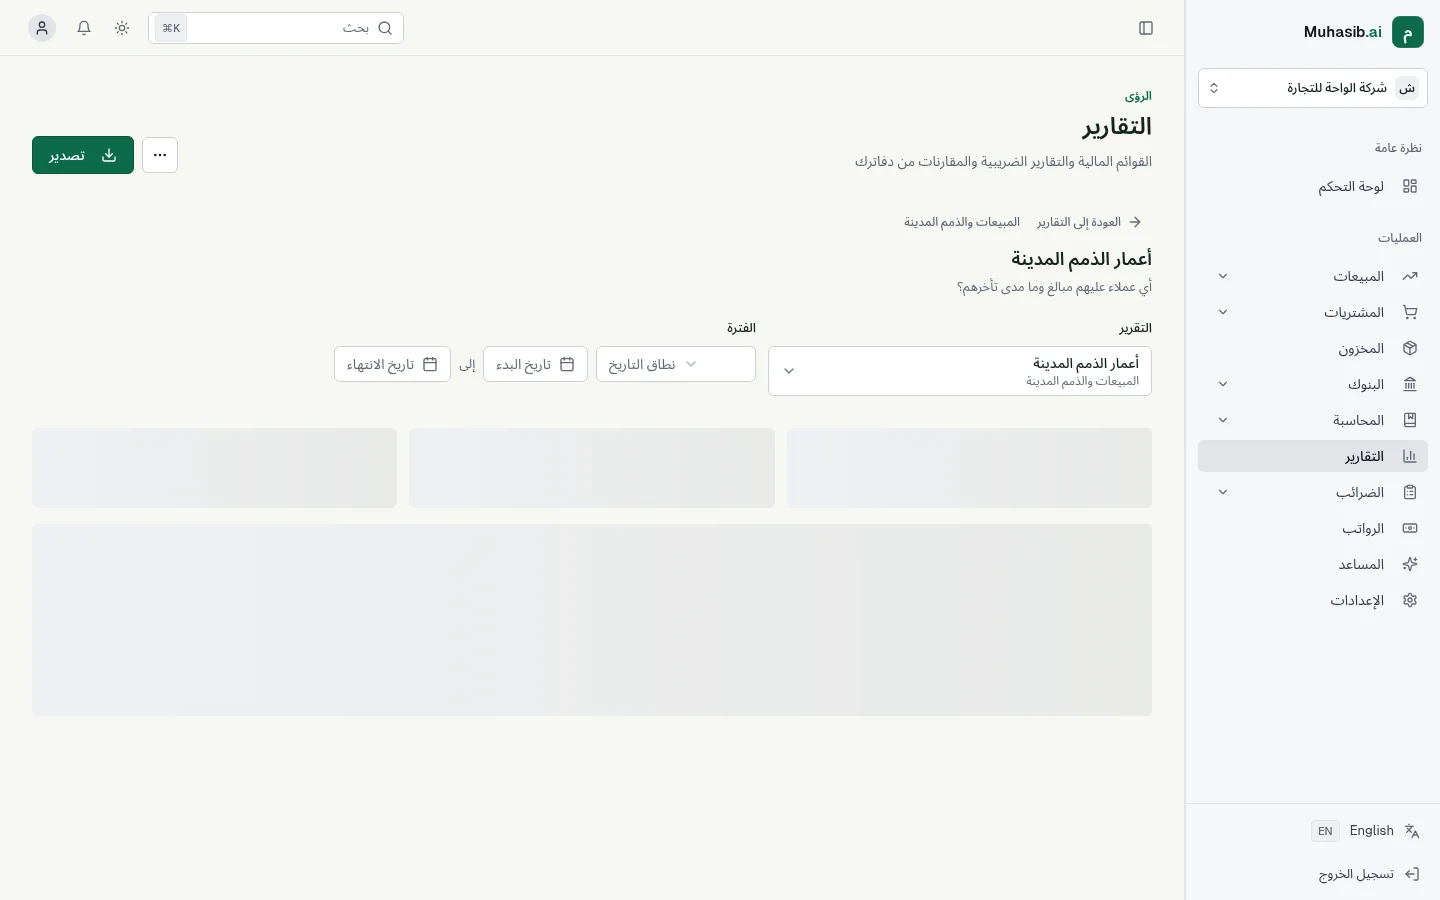 Muhasib.ai
م
ش
شركة الواحة للتجارة
نظرة عامة
لوحة التحكم
العمليات
المبيعات
المشتريات
المخزون
البنوك
المحاسبة
التقارير
الضرائب
الرواتب
المساعد
الإعدادات
English
EN
تسجيل الخروج
بحث
⌘K
الرؤى
التقارير
القوائم المالية والتقارير الضريبية والمقارنات من دفاترك
تصدير
العودة إلى التقارير
المبيعات والذمم المدينة
أعمار الذمم المدينة
أي عملاء عليهم مبالغ وما مدى تأخرهم؟
التقرير
أعمار الذمم المدينة
المبيعات والذمم المدينة
الفترة
نطاق التاريخ
تاريخ البدء
إلى
تاريخ الانتهاء